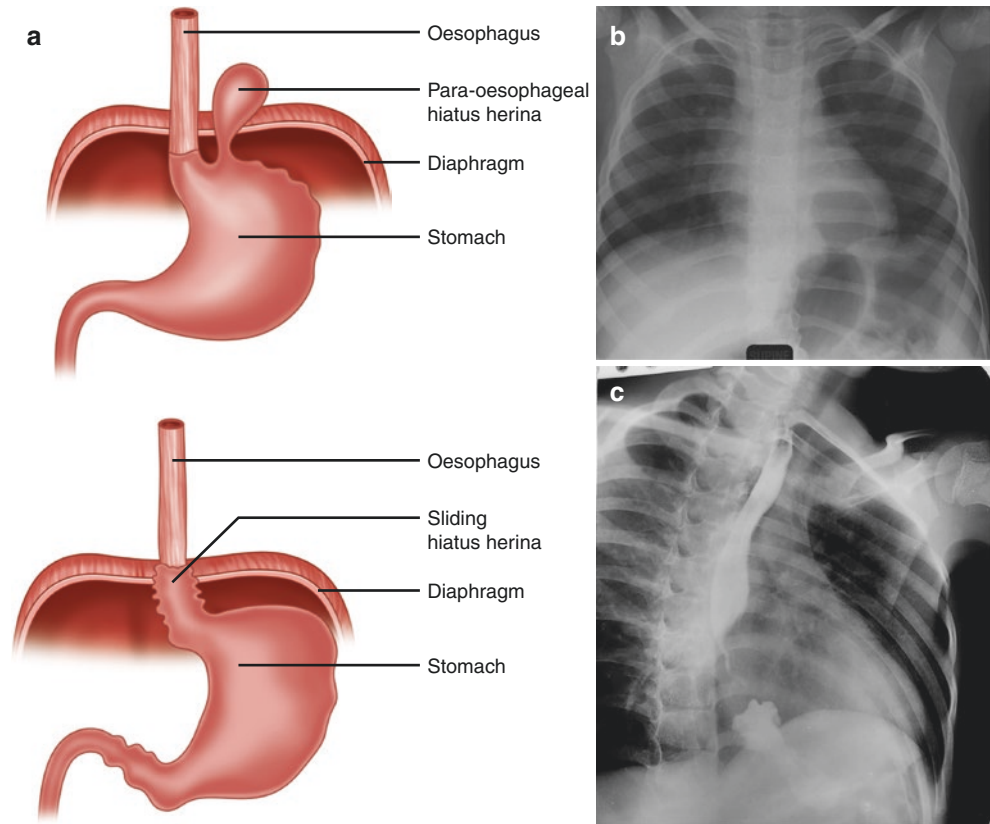 a
Oesophagus
Para-oesophageal
hiatus herina
Diaphragm
Stomach
Oesophagus
Sliding
hiatus herina
Diaphragm
Stomach
b
c